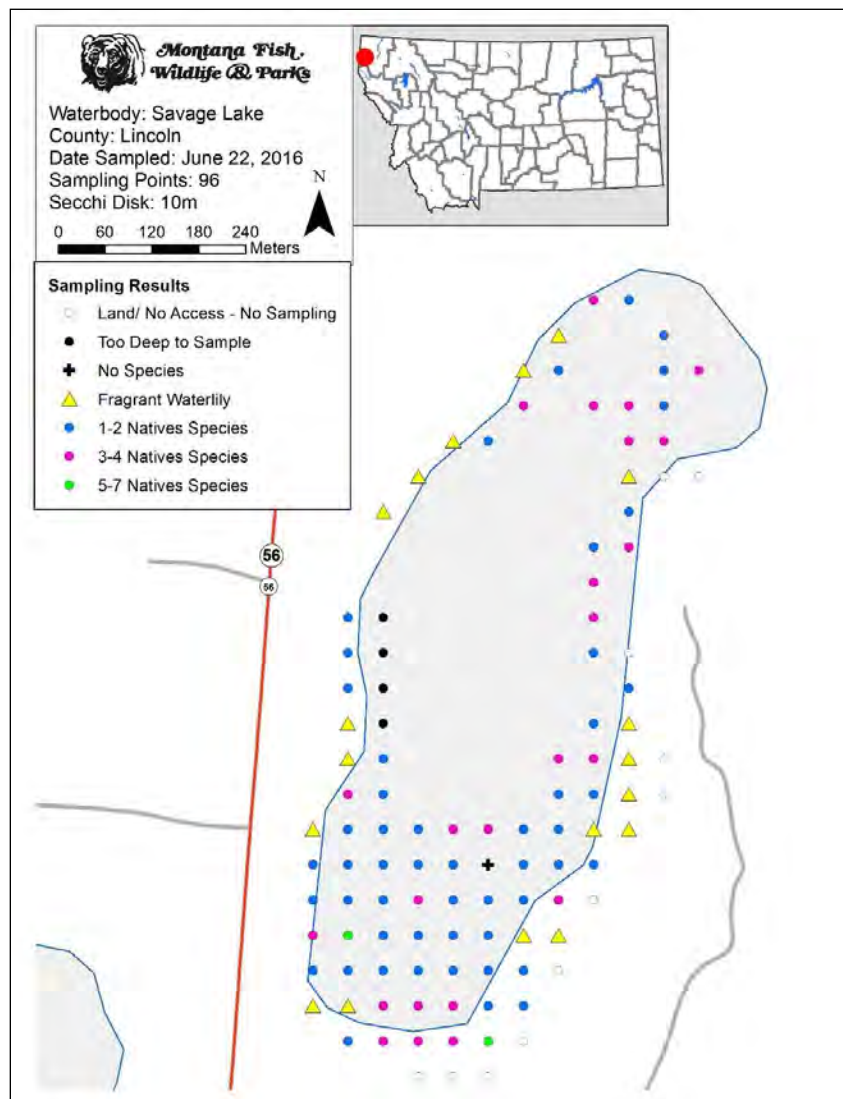 Montana Fish,
Wildlife & Parks
Waterbody: Savage Lake
County: Lincoln
Date Sampled: June 22, 2016
Sampling Points: 96
Secchi Disk: 10m
N
0 60 120 180 240
Meters
Sampling Results
Land/ No Access - No Sampling
Too Deep to Sample
No Species
Fragrant Waterlily
1-2 Natives Species
3-4 Natives Species
5-7 Natives Species
56
56